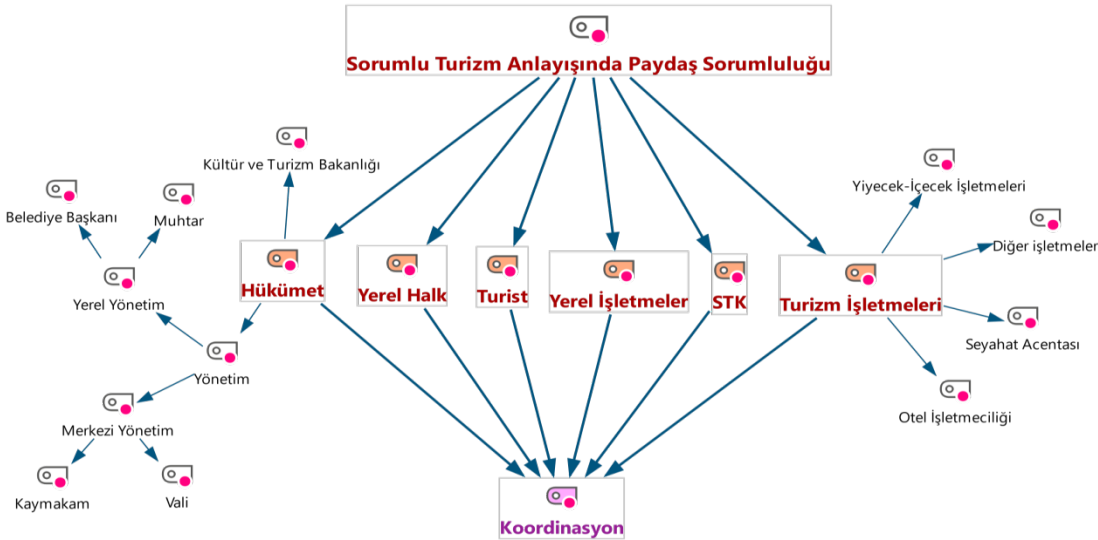 Sorumlu Turizm Anlayışında Paydaş Sorumluluğu
Kültür ve Turizm Bakanlığı
Yiyecek-İçecek İşletmeleri
Belediye Başkanı
Muhtar
Diğer işletmeler
Hükümet
Yerel Halk
Turist
Yerel İşletmeler
STK
Turizm İşletmeleri
Yerel Yönetim
Seyahat Acentası
Yönetim
Otel İşletmeciliği
Merkezi Yönetim
Kaymakam
Vali
Koordinasyon